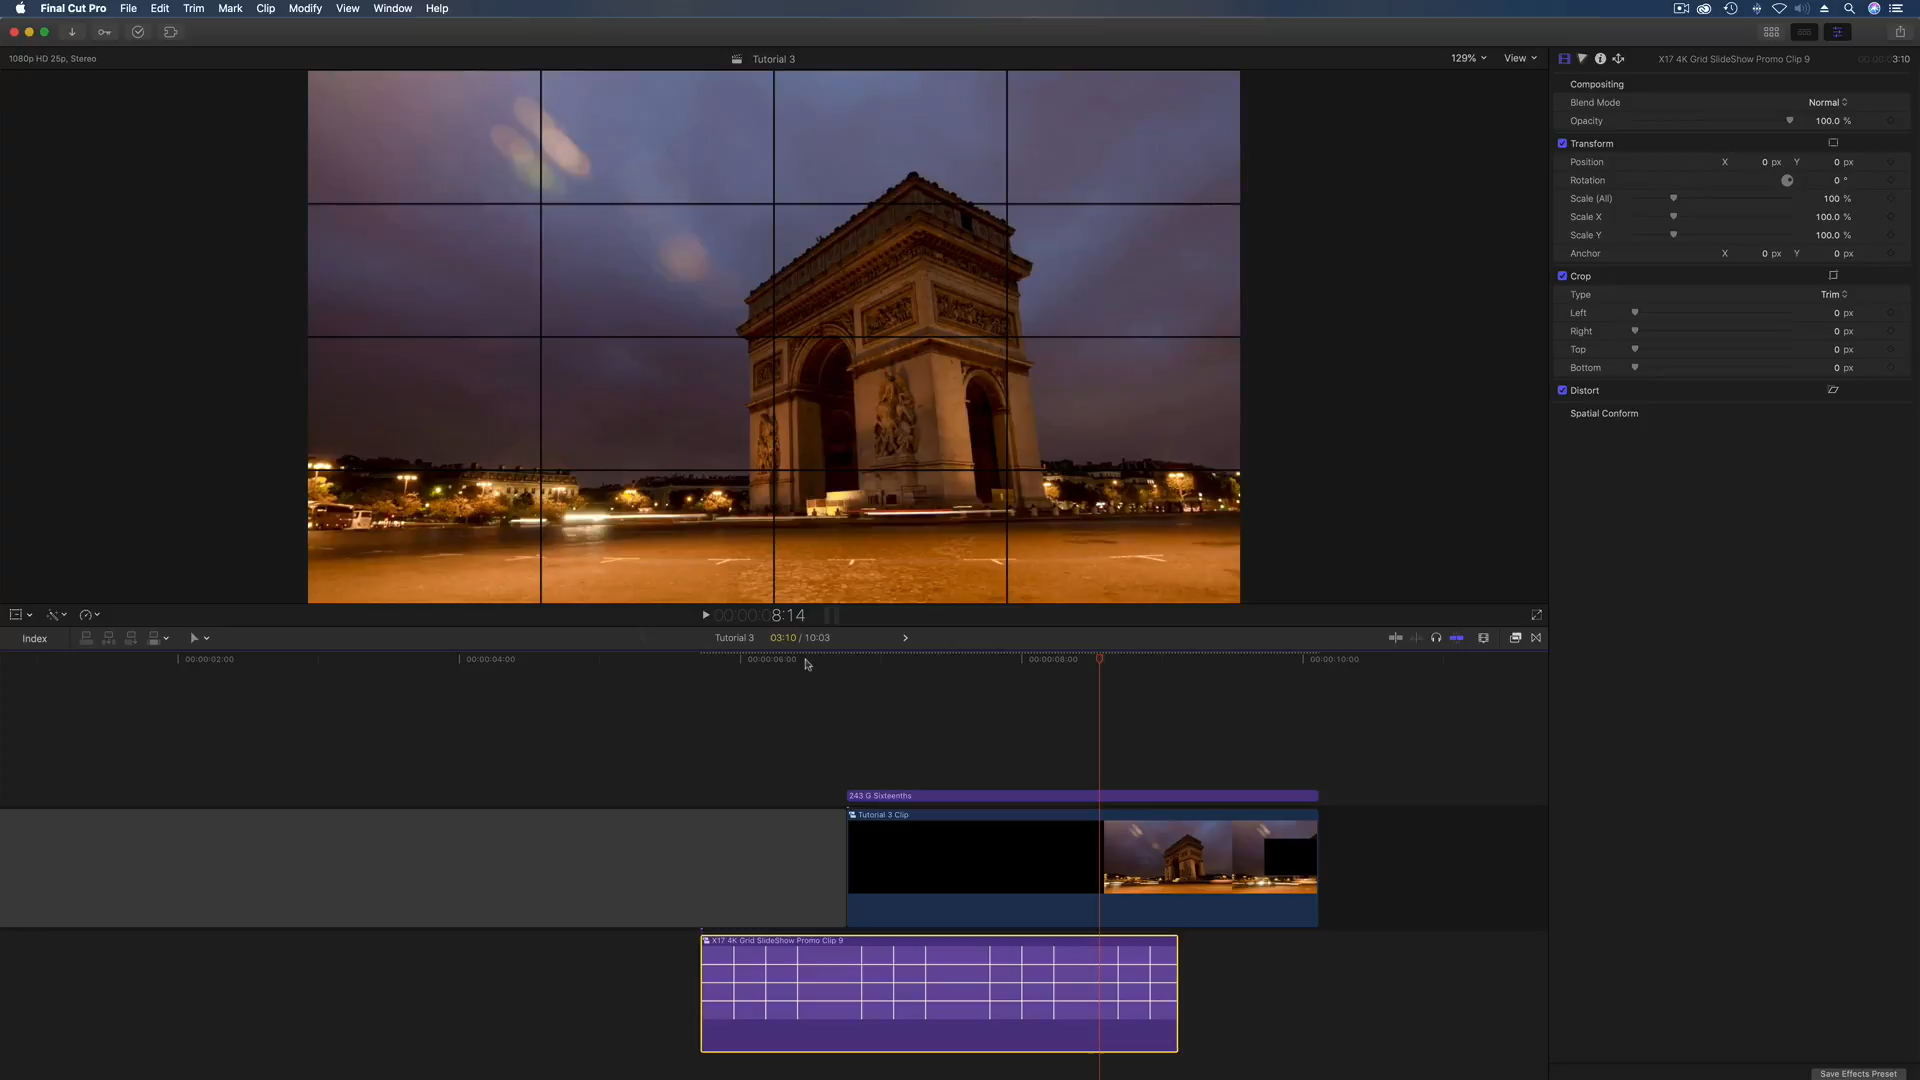 Final Cut Pro File Edit Trim Mark Clip Modify View Window Help
1080p HD 25p, Stereo
Tutorial 3
129% View
X17 4K Grid SlideShow Promo Clip 9
00:00:03:10
Compositing
Blend Mode Normal
Opacity 100.0 %
Transform
Position X 0 px Y 0 px
Rotation 0 °
Scale (All) 100 %
Scale X 100.0 %
Scale Y 100.0 %
Anchor X 0 px Y 0 px
Crop
Type Trim
Left 0 px
Right 0 px
Top 0 px
Bottom 0 px
Distort
Spatial Conform
00:00:08:14
Index
Tutorial 3 03:10 / 10:03
00:00:02:00 00:00:04:00 00:00:06:00 00:00:08:00 00:00:10:00
243 G Sixteenths
Tutorial 3 Clip
X17 4K Grid SlideShow Promo Clip 9
Save Effects Preset